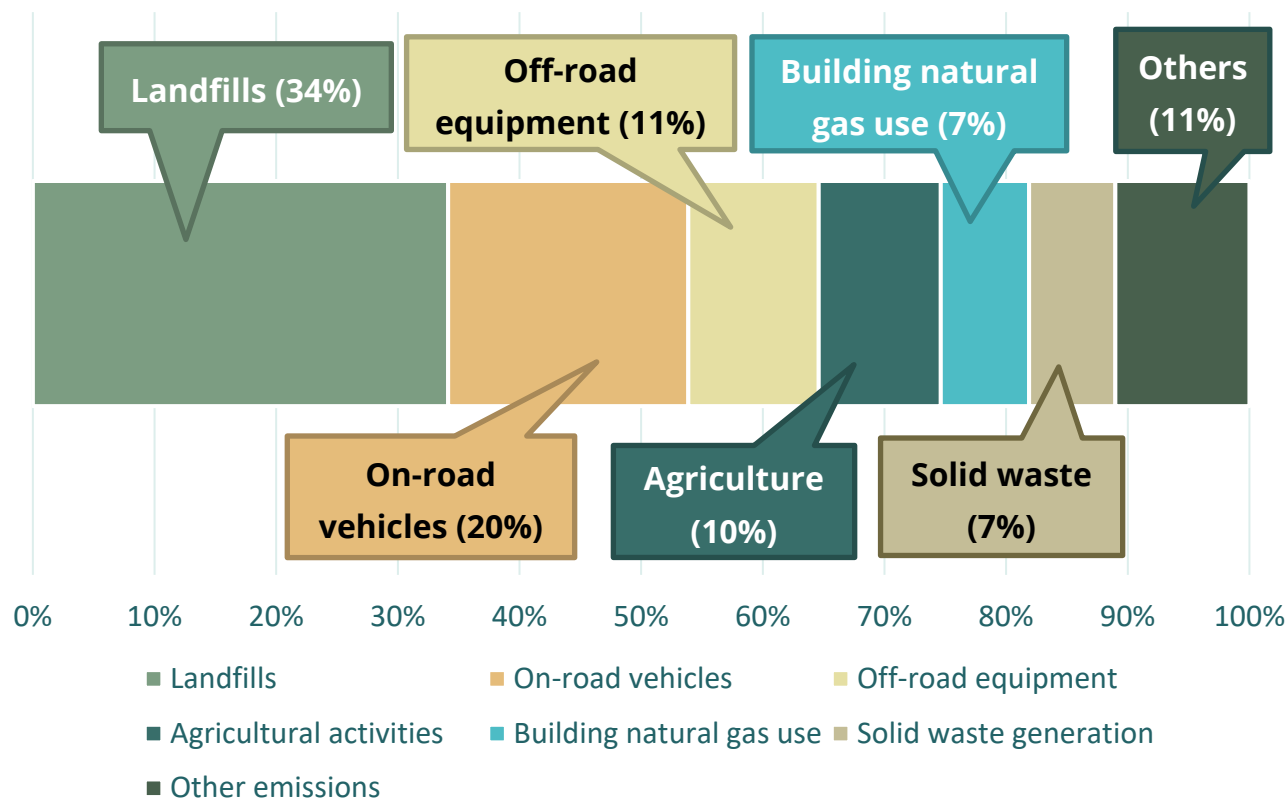 Landfills (34%)
Off-road
equipment (11%)
Building natural
gas use (7%)
Others
(11%)
On-road
vehicles (20%)
Agriculture
(10%)
Solid waste
(7%)
0% 10% 20% 30% 40% 50% 60% 70% 80% 90% 100%
Landfills On-road vehicles Off-road equipment
Agricultural activities Building natural gas use Solid waste generation
Other emissions